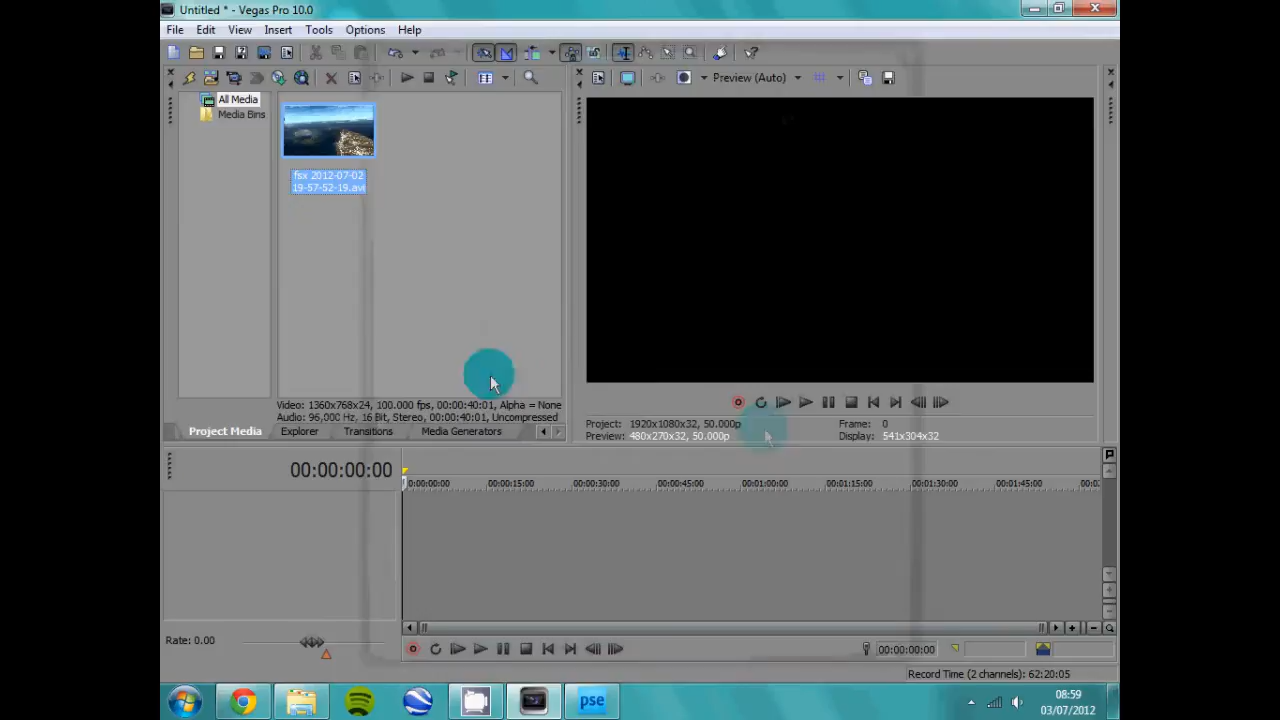 Untitled * - Vegas Pro 10.0
File Edit View Insert Tools Options Help
Preview (Auto)
All Media
Media Bins
fsx 2012-07-02
19-57-52-19.avi
Video: 1360x768x24, 100.000 fps, 00:00:40:01, Alpha = None
Audio: 96,000 Hz, 16 Bit, Stereo, 00:00:40:01, Uncompressed
Project: 1920x1080x32, 50.000p Frame: 0
Preview: 480x270x32, 50.000p Display: 541x304x32
Project Media Explorer Transitions Media Generators
00:00:00:00
00:00:00:00 00:00:15:00 00:00:30:00 00:00:45:00 00:01:00:00 00:01:15:00 00:01:30:00 00:01:45:00
Rate: 0.00
00:00:00:00
Record Time (2 channels): 62:20:05
pse
08:59
03/07/2012